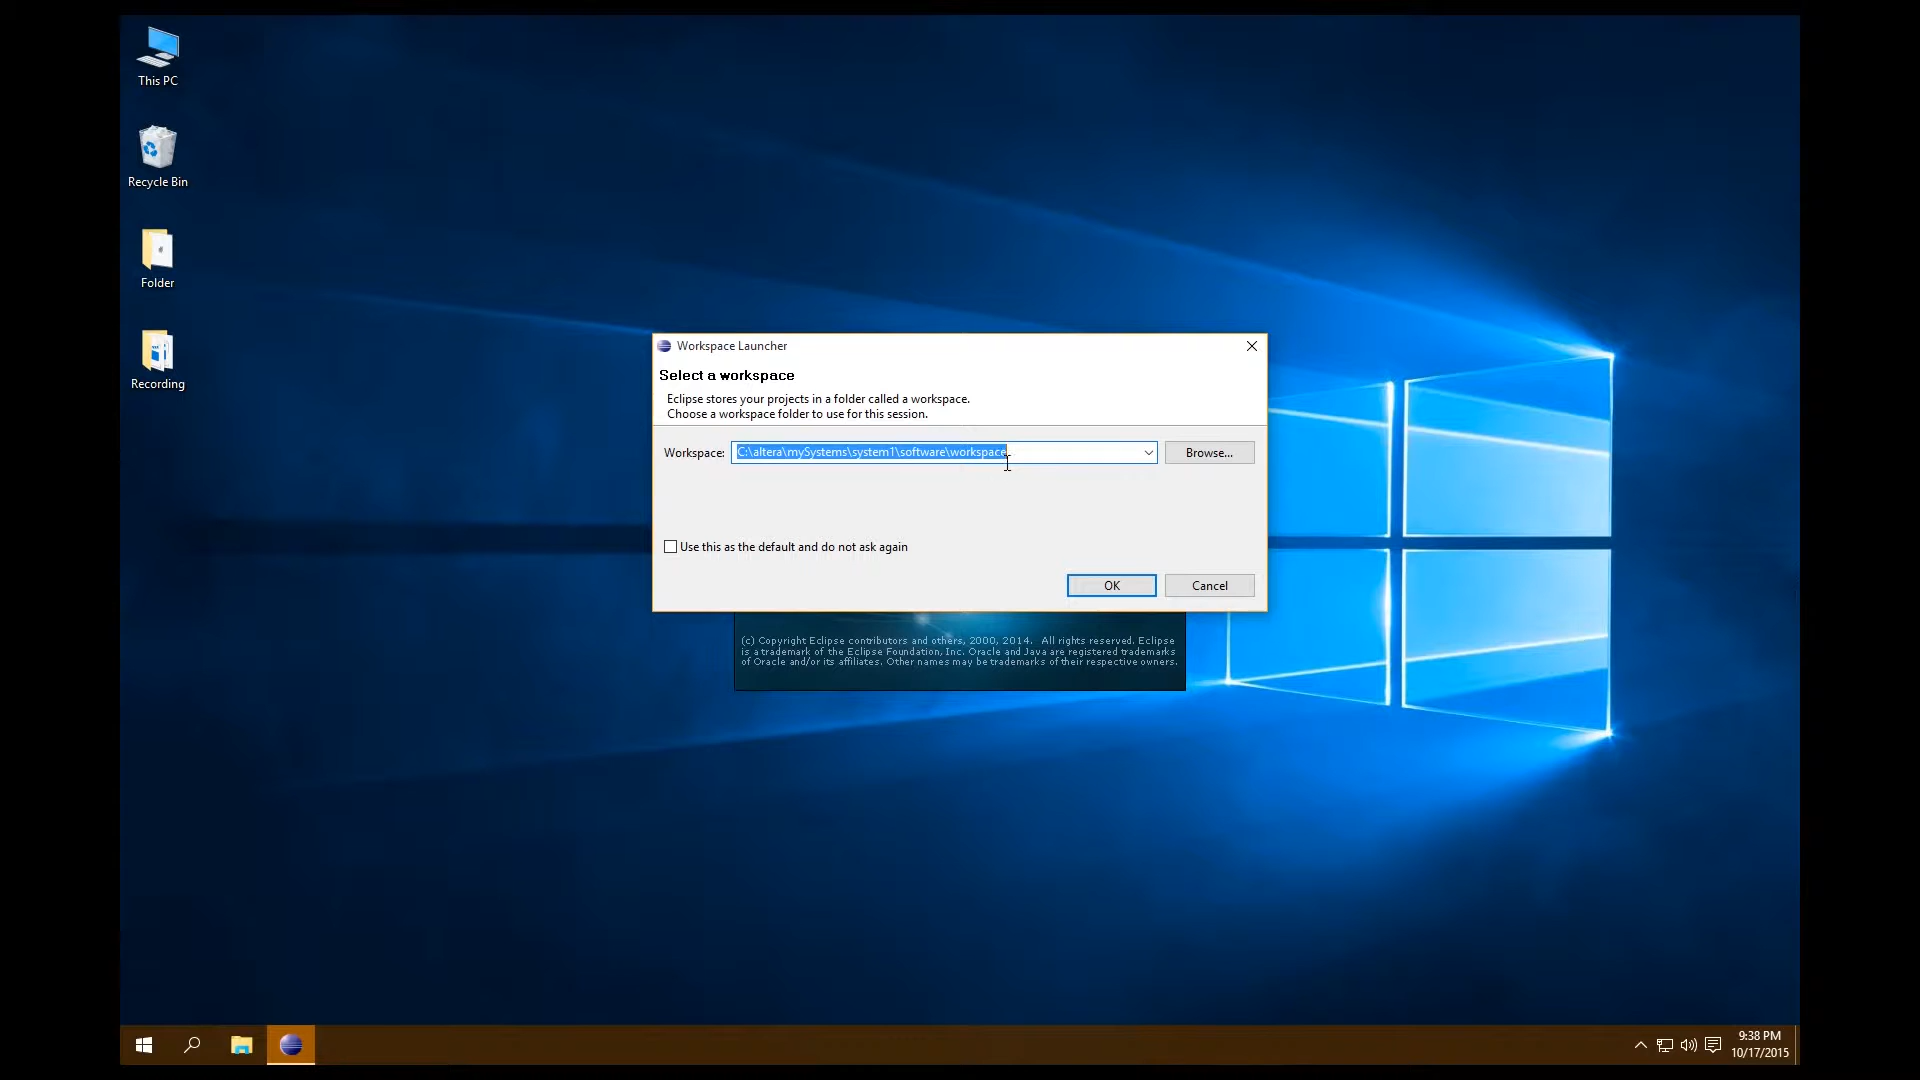 This PC
Recycle Bin
Folder
Recording
Workspace Launcher
Select a workspace
Eclipse stores your projects in a folder called a workspace.
Choose a workspace folder to use for this session.
Workspace: C:\altera\mySystems\system1\software\workspace Browse...
Use this as the default and do not ask again
OK Cancel
(c) Copyright Eclipse contributors and others, 2000, 2014. All rights reserved. Eclipse
is a trademark of the Eclipse Foundation, Inc. Oracle and Java are registered trademarks
of Oracle and/or its affiliates. Other names may be trademarks of their respective owners.
9:38 PM
10/17/2015